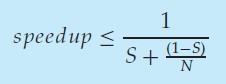 speedup ≤ 1 / (S + (1-S)/N)